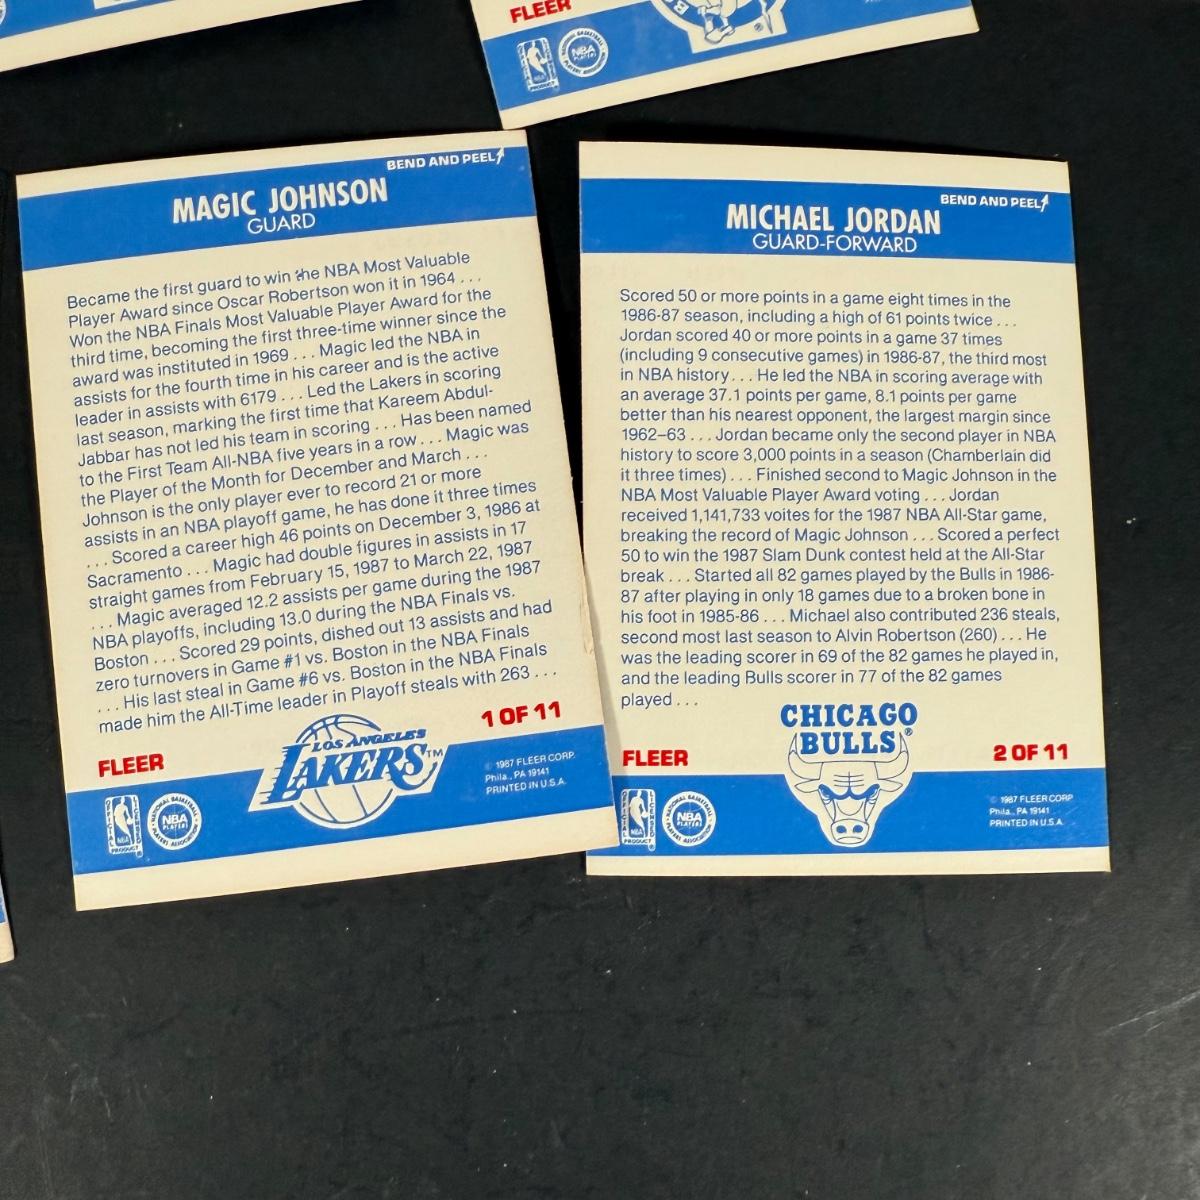 FLEER
NBA
BEND AND PEEL
MAGIC JOHNSON
GUARD
Became the first guard to win the NBA Most Valuable
Player Award since Oscar Robertson won it in 1964 . . .
Won the NBA Finals Most Valuable Player Award for the
third time, becoming the first three-time winner since the
award was instituted in 1969 . . . Magic led the NBA in
assists for the fourth time in his career and is the active
leader in assists with 6179 . . . Led the Lakers in scoring
last season, marking the first time that Kareem Abdul-
Jabbar has not led his team in scoring . . . Has been named
to the First Team All-NBA five years in a row . . . Magic was
the Player of the Month for December and March . . .
Johnson is the only player ever to record 21 or more
assists in an NBA playoff game, he has done it three times
. . . Scored a career high 46 points on December 3, 1986 at
Sacramento . . . Magic had double figures in assists in 17
straight games from February 15, 1987 to March 22, 1987
. . . Magic averaged 12.2 assists per game during the 1987
NBA playoffs, including 13.0 during the NBA Finals vs.
Boston . . . Scored 29 points, dished out 13 assists and had
zero turnovers in Game #1 vs. Boston in the NBA Finals
. . . His last steal in Game #6 vs. Boston in the NBA Finals
made him the All-Time leader in Playoff steals with 263 . . .
1 OF 11
FLEER
LOS ANGELES
LAKERS™
© 1987 FLEER CORP.
Phila., PA 19141
PRINTED IN U.S.A.
NBA
PRODUCT
NATIONAL BASKETBALL
NBA
PLAYERS
PLAYERS ASSOCIATION
BEND AND PEEL
MICHAEL JORDAN
GUARD-FORWARD
Scored 50 or more points in a game eight times in the
1986-87 season, including a high of 61 points twice . . .
Jordan scored 40 or more points in a game 37 times
(including 9 consecutive games) in 1986-87, the third most
in NBA history . . . He led the NBA in scoring average with
an average 37.1 points per game, 8.1 points per game
better than his nearest opponent, the largest margin since
1962–63 . . . Jordan became only the second player in NBA
history to score 3,000 points in a season (Chamberlain did
it three times) . . . Finished second to Magic Johnson in the
NBA Most Valuable Player Award voting . . . Jordan
received 1,141,733 voites for the 1987 NBA All-Star game,
breaking the record of Magic Johnson . . . Scored a perfect
50 to win the 1987 Slam Dunk contest held at the All-Star
break . . . Started all 82 games played by the Bulls in 1986-
87 after playing in only 18 games due to a broken bone in
his foot in 1985-86 . . . Michael also contributed 236 steals,
second most last season to Alvin Robertson (260) . . . He
was the leading scorer in 69 of the 82 games he played in,
and the leading Bulls scorer in 77 of the 82 games
played . . .
CHICAGO
BULLS®
FLEER
2 OF 11
© 1987 FLEER CORP
Phila., PA 19141
PRINTED IN U.S.A.
NBA
PRODUCT
NATIONAL BASKETBALL
NBA
PLAYERS
PLAYERS ASSOCIATION